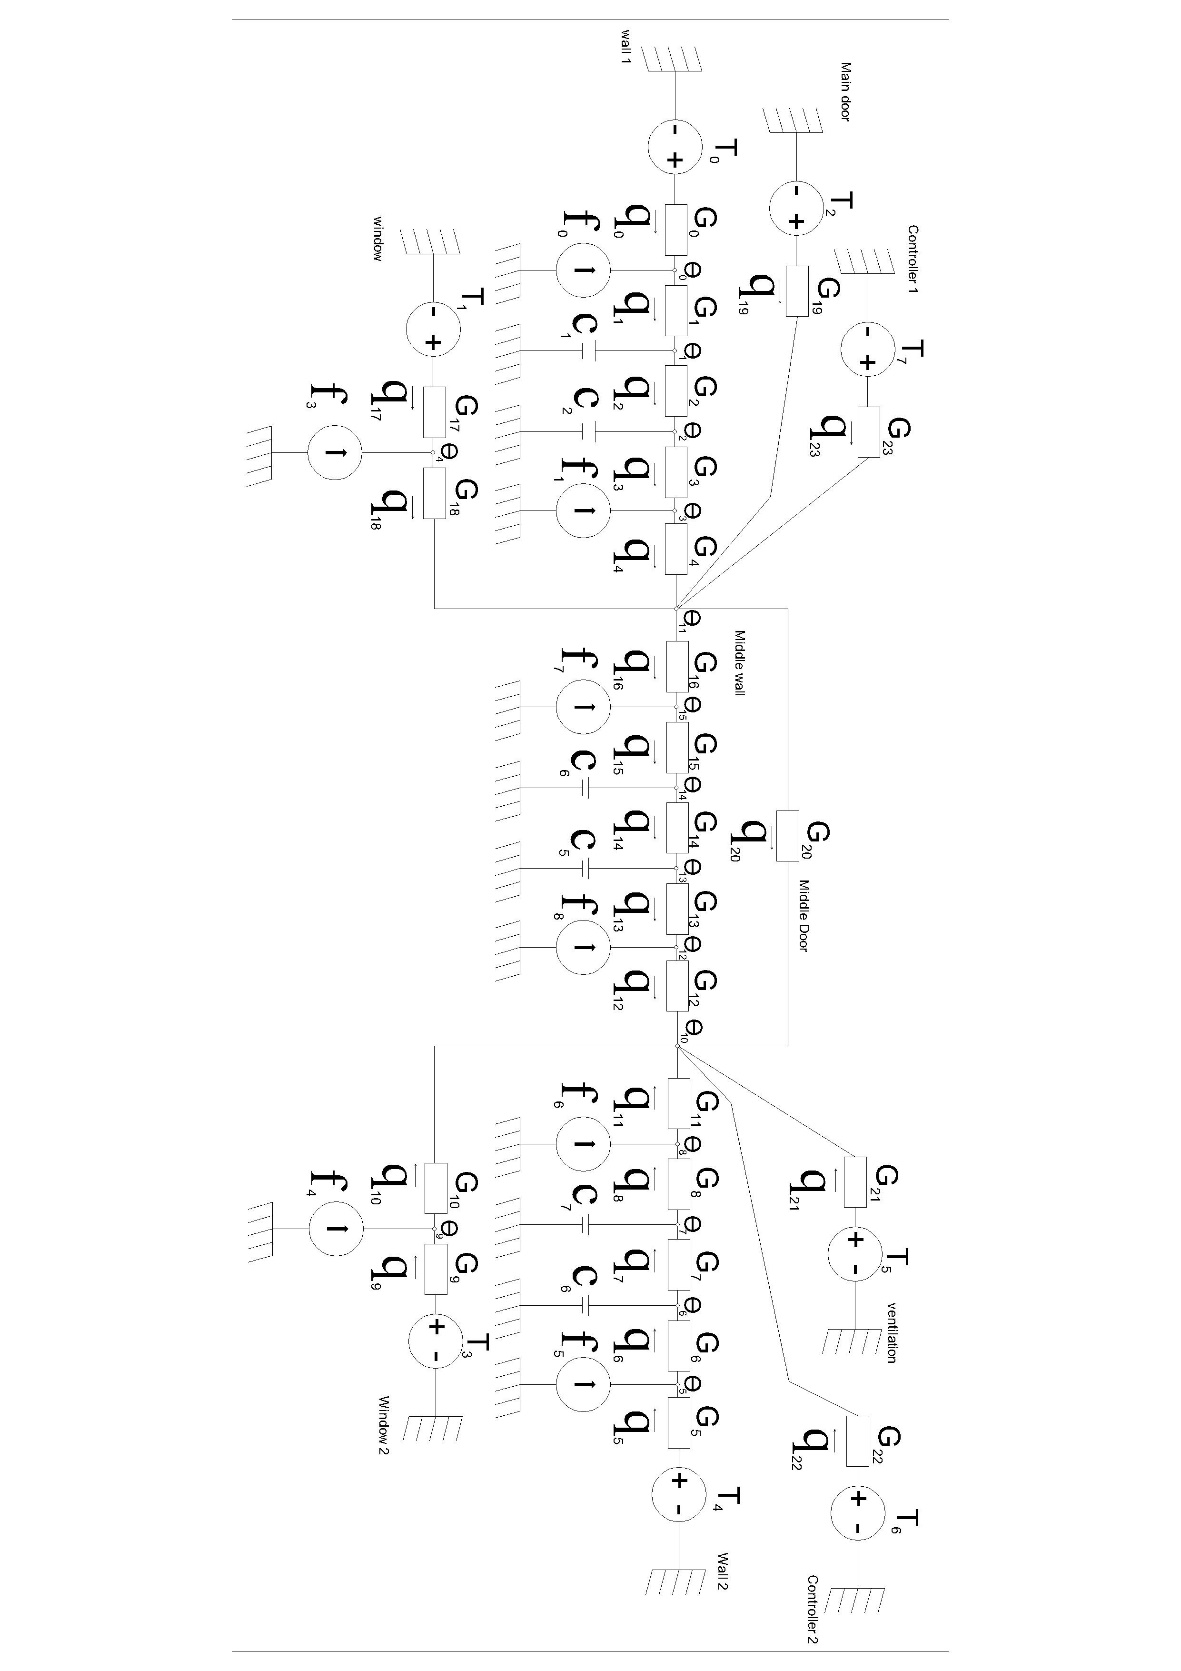 Controller 1
T7
G23
q23
Main door
T2
G19
q19
wall 1
T0
G0
q0
f0
θ0
G1
q1
c1
θ1
G2
q2
c2
θ2
G3
q3
f1
θ3
G4
q4
θ11
window
T1
G17
q17
f3
θ4
G18
q18
Middle wall
G16
q16
f7
θ15
G15
q15
c6
θ14
G14
q14
c5
θ13
G13
q13
f8
θ12
G12
q12
θ10
G20
q20
Middle Door
G11
q11
f6
θ8
G8
q8
c7
θ7
G7
q7
c6
θ6
G6
q6
f5
θ5
G5
q5
T4
Wall 2
G21
q21
T5
ventilation
G22
q22
T6
Controller 2
G10
q10
f4
θ9
G9
q9
T3
Window 2